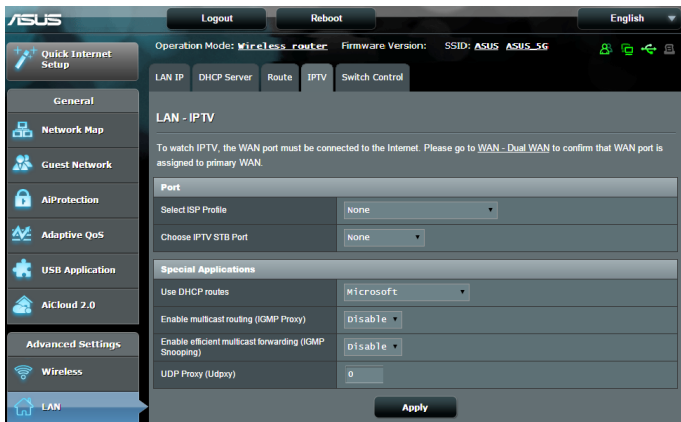 ASUS
Logout
Reboot
English
Quick Internet
Setup
Operation Mode: Wireless router Firmware Version: SSID: ASUS ASUS_5G
LAN IP DHCP Server Route IPTV Switch Control
General
Network Map
Guest Network
AiProtection
Adaptive QoS
USB Application
AiCloud 2.0
Advanced Settings
Wireless
LAN
LAN - IPTV
To watch IPTV, the WAN port must be connected to the Internet. Please go to WAN - Dual WAN to confirm that WAN port is
assigned to primary WAN.
Port
Select ISP Profile None
Choose IPTV STB Port None
Special Applications
Use DHCP routes Microsoft
Enable multicast routing (IGMP Proxy) Disable
Enable efficient multicast forwarding (IGMP
Snooping) Disable
UDP Proxy (Udpxy) 0
Apply